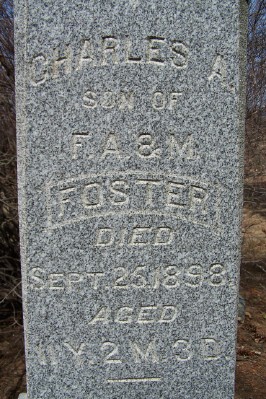 CHARLES A.
SON OF
F. A. & M.
FOSTER.
DIED
SEPT. 26, 1898.
AGED
Y. 2 M. 3 D.